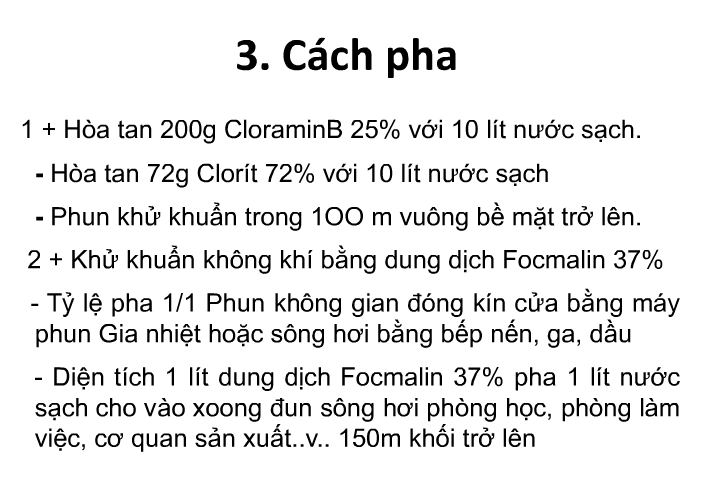 3. Cách pha
1 + Hòa tan 200g CloraminB 25% với 10 lít nước sạch.
- Hòa tan 72g Clorít 72% với 10 lít nước sạch
- Phun khử khuẩn trong 1OO m vuông bề mặt trở lên.
2 + Khử khuẩn không khí bằng dung dịch Focmalin 37%
- Tỷ lệ pha 1/1 Phun không gian đóng kín cửa bằng máy
phun Gia nhiệt hoặc sông hơi bằng bếp nến, ga, dầu
- Diện tích 1 lít dung dịch Focmalin 37% pha 1 lít nước
sạch cho vào xoong đun sông hơi phòng học, phòng làm
việc, cơ quan sản xuất..v.. 150m khối trở lên